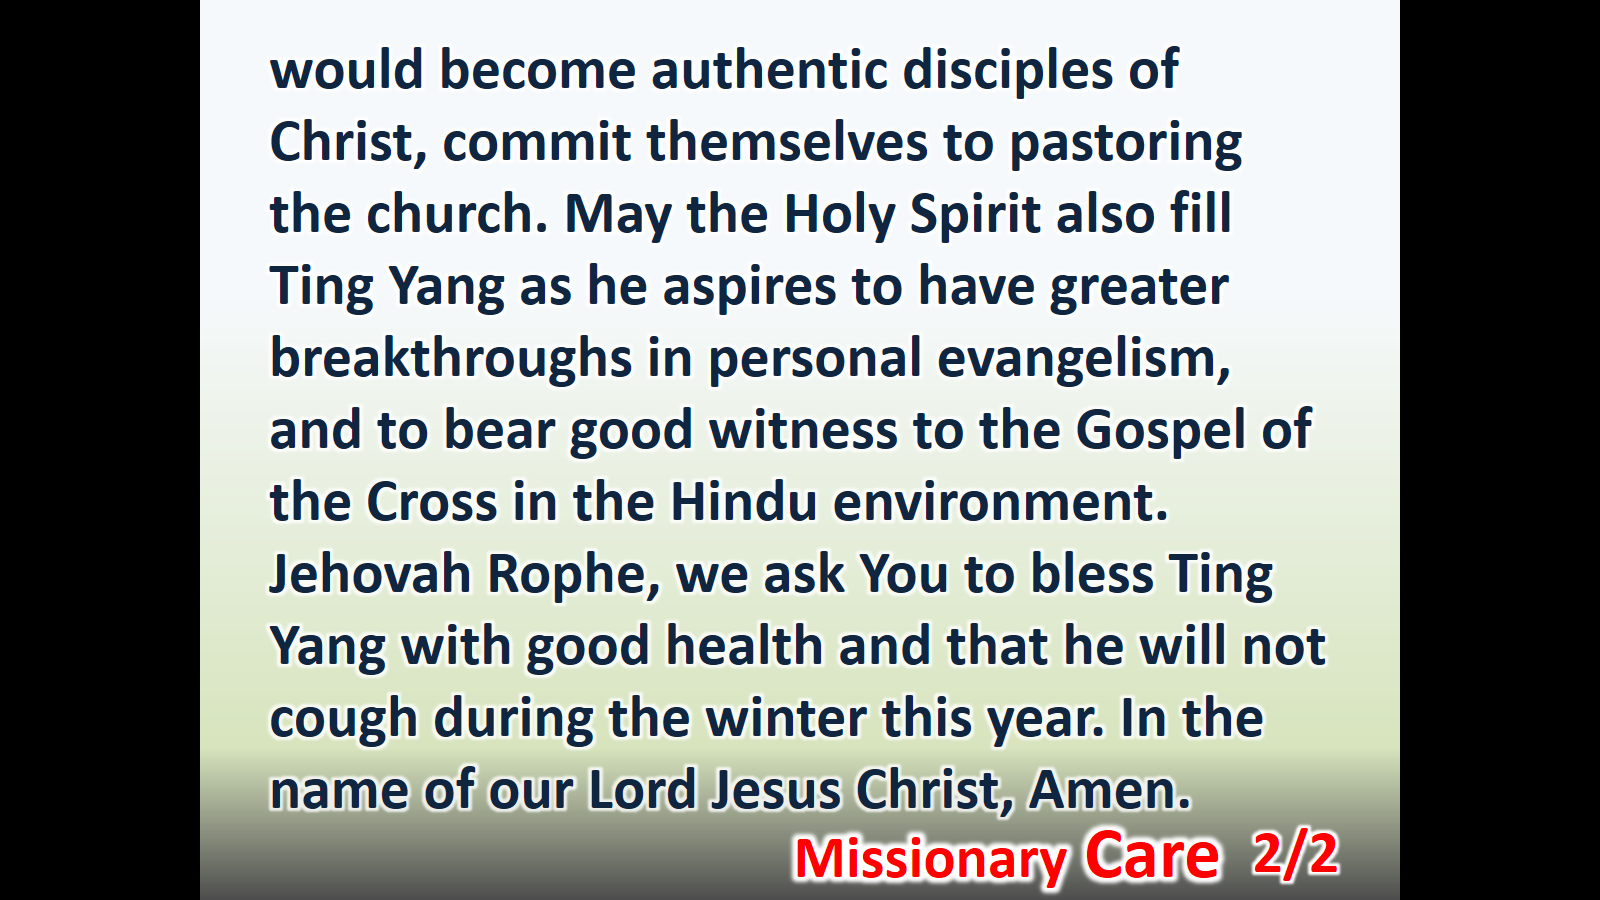 would become authentic disciples of
Christ, commit themselves to pastoring
the church. May the Holy Spirit also fill
Ting Yang as he aspires to have greater
breakthroughs in personal evangelism,
and to bear good witness to the Gospel of
the Cross in the Hindu environment.
Jehovah Rophe, we ask You to bless Ting
Yang with good health and that he will not
cough during the winter this year. In the
name of our Lord Jesus Christ, Amen.
Missionary Care 2/2